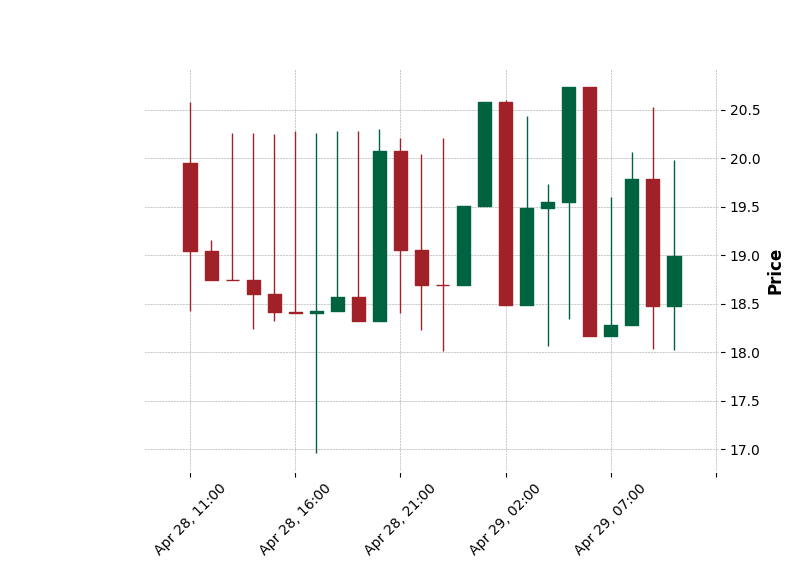 20.5
20.0
19.5
19.0
18.5
18.0
17.5
17.0
Price
Apr 28, 11:00
Apr 28, 16:00
Apr 28, 21:00
Apr 29, 02:00
Apr 29, 07:00